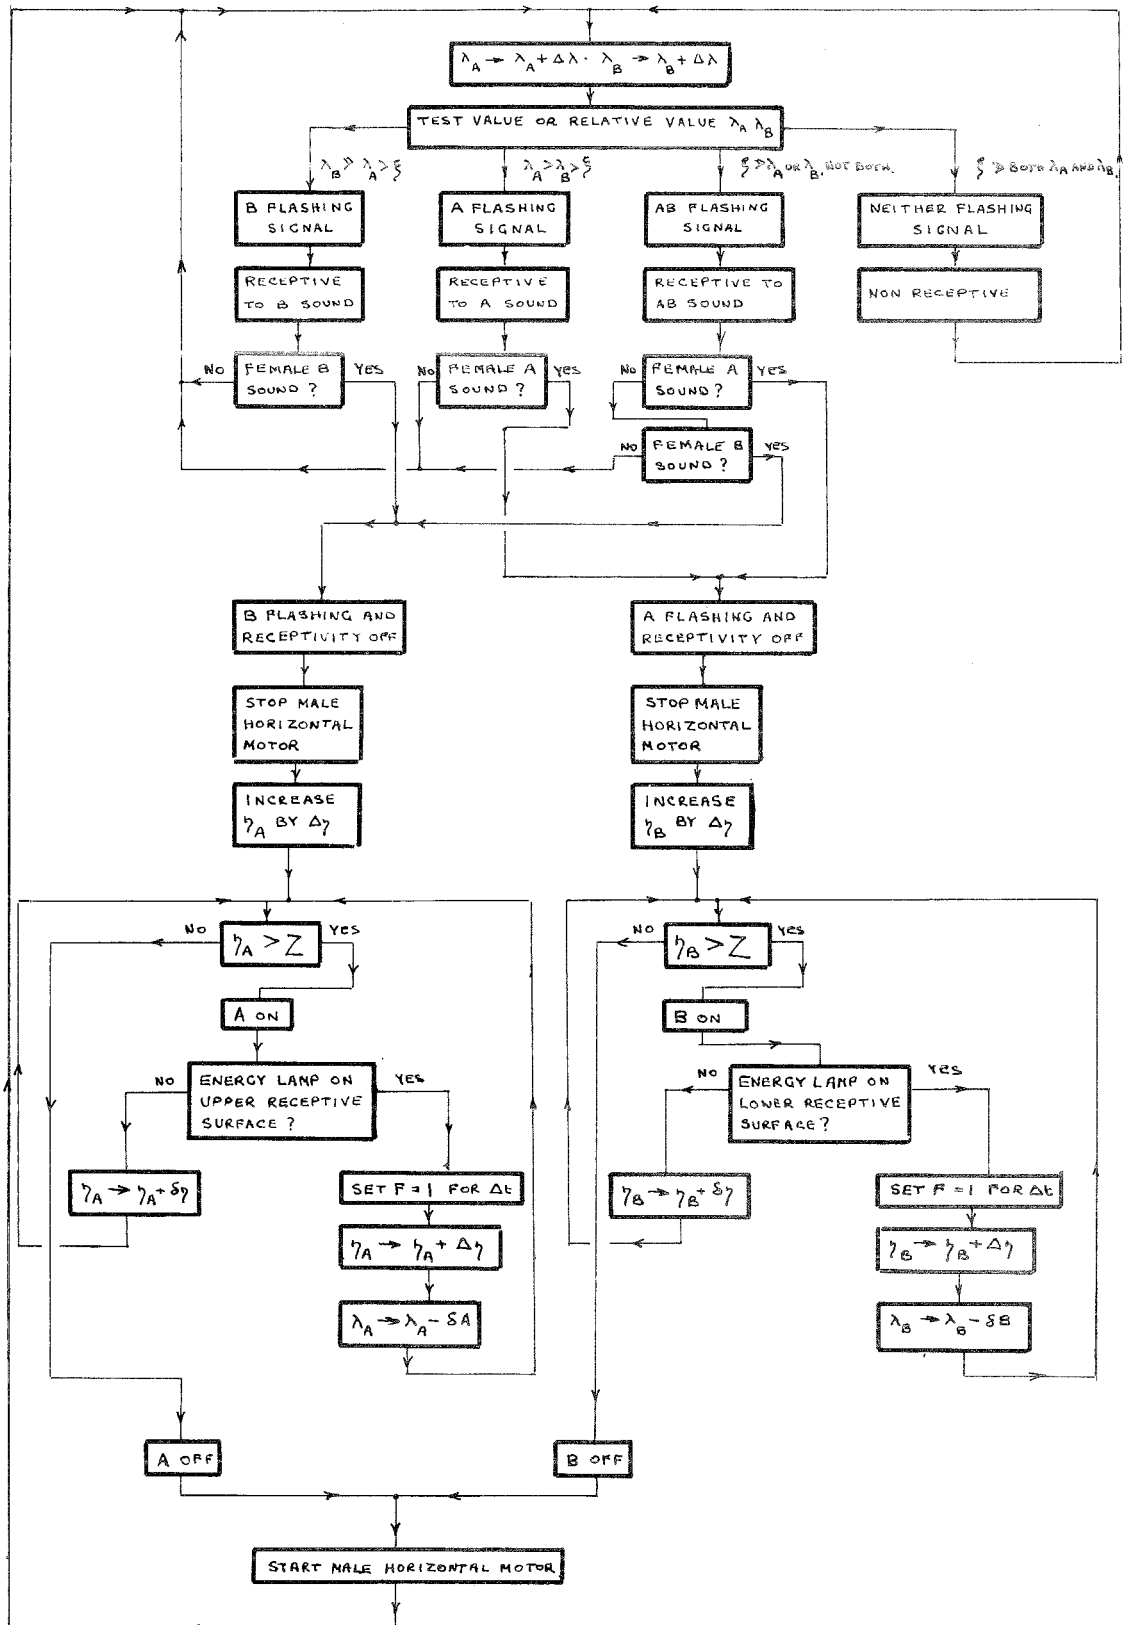 λA → λA + Δλ · λB → λB + Δλ
TEST VALUE OR RELATIVE VALUE λA λB
λB ≫ λA > ξ
λA > λB > ξ
ξ ≫ λA OR λB, NOT BOTH.
ξ ≫ BOTH λA AND λB.
B FLASHING
SIGNAL
A FLASHING
SIGNAL
AB FLASHING
SIGNAL
NEITHER FLASHING
SIGNAL
RECEPTIVE
TO B SOUND
RECEPTIVE
TO A SOUND
RECEPTIVE TO
AB SOUND
NON RECEPTIVE
NO
FEMALE B
SOUND?
YES
NO
FEMALE A
SOUND?
YES
NO
FEMALE A
SOUND?
YES
NO
FEMALE B
SOUND?
YES
B FLASHING AND
RECEPTIVITY OFF
A FLASHING AND
RECEPTIVITY OFF
STOP MALE
HORIZONTAL
MOTOR
STOP MALE
HORIZONTAL
MOTOR
INCREASE
ηA BY Δη
INCREASE
ηB BY Δη
NO
ηA > Z
YES
NO
ηB > Z
YES
A ON
B ON
NO
ENERGY LAMP ON
UPPER RECEPTIVE
SURFACE?
YES
NO
ENERGY LAMP ON
LOWER RECEPTIVE
SURFACE?
YES
ηA → ηA + δη
SET F = 1 FOR Δt
ηB → ηB + δη
SET F = 1 FOR Δt
ηA → ηA + Δη
ηB → ηB + Δη
λA → λA − δA
λB → λB − δB
A OFF
B OFF
START MALE HORIZONTAL MOTOR